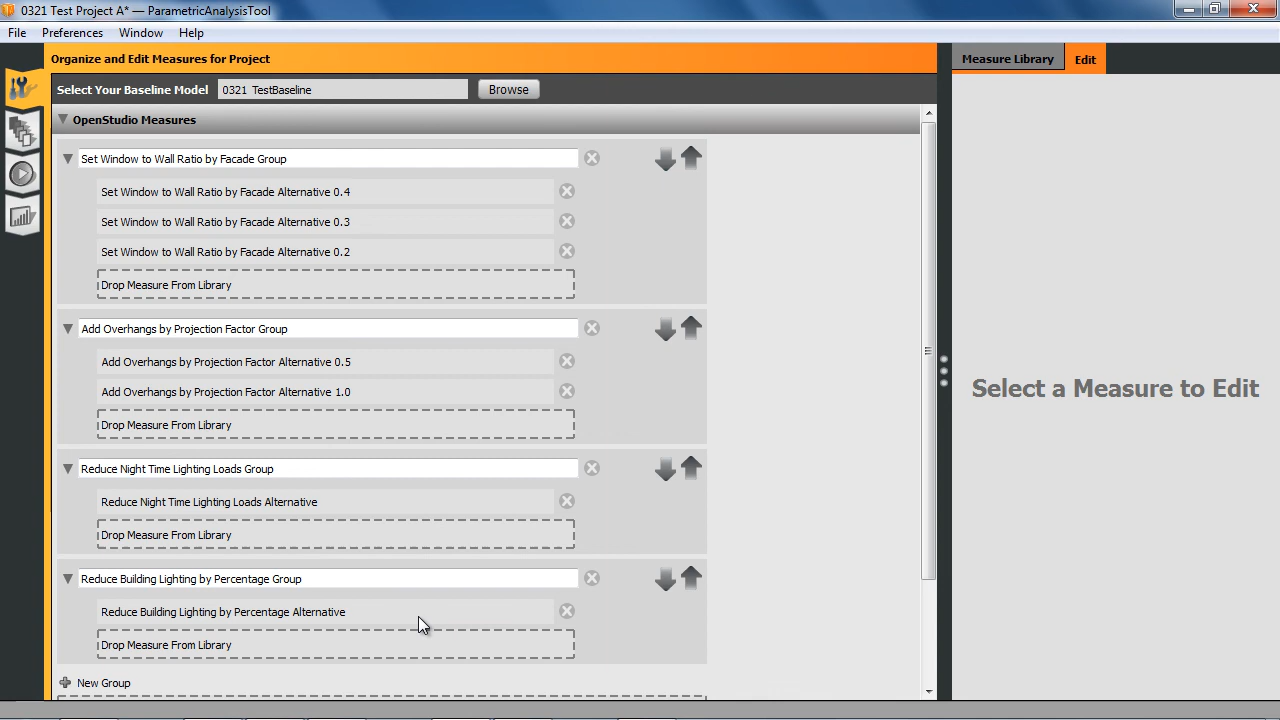 0321 Test Project A* — ParametricAnalysisTool
File Preferences Window Help
Organize and Edit Measures for Project
Measure Library Edit
Select Your Baseline Model 0321 TestBaseline Browse
OpenStudio Measures
Set Window to Wall Ratio by Facade Group
Set Window to Wall Ratio by Facade Alternative 0.4
Set Window to Wall Ratio by Facade Alternative 0.3
Set Window to Wall Ratio by Facade Alternative 0.2
Drop Measure From Library
Add Overhangs by Projection Factor Group
Add Overhangs by Projection Factor Alternative 0.5
Add Overhangs by Projection Factor Alternative 1.0
Drop Measure From Library
Select a Measure to Edit
Reduce Night Time Lighting Loads Group
Reduce Night Time Lighting Loads Alternative
Drop Measure From Library
Reduce Building Lighting by Percentage Group
Reduce Building Lighting by Percentage Alternative
Drop Measure From Library
New Group